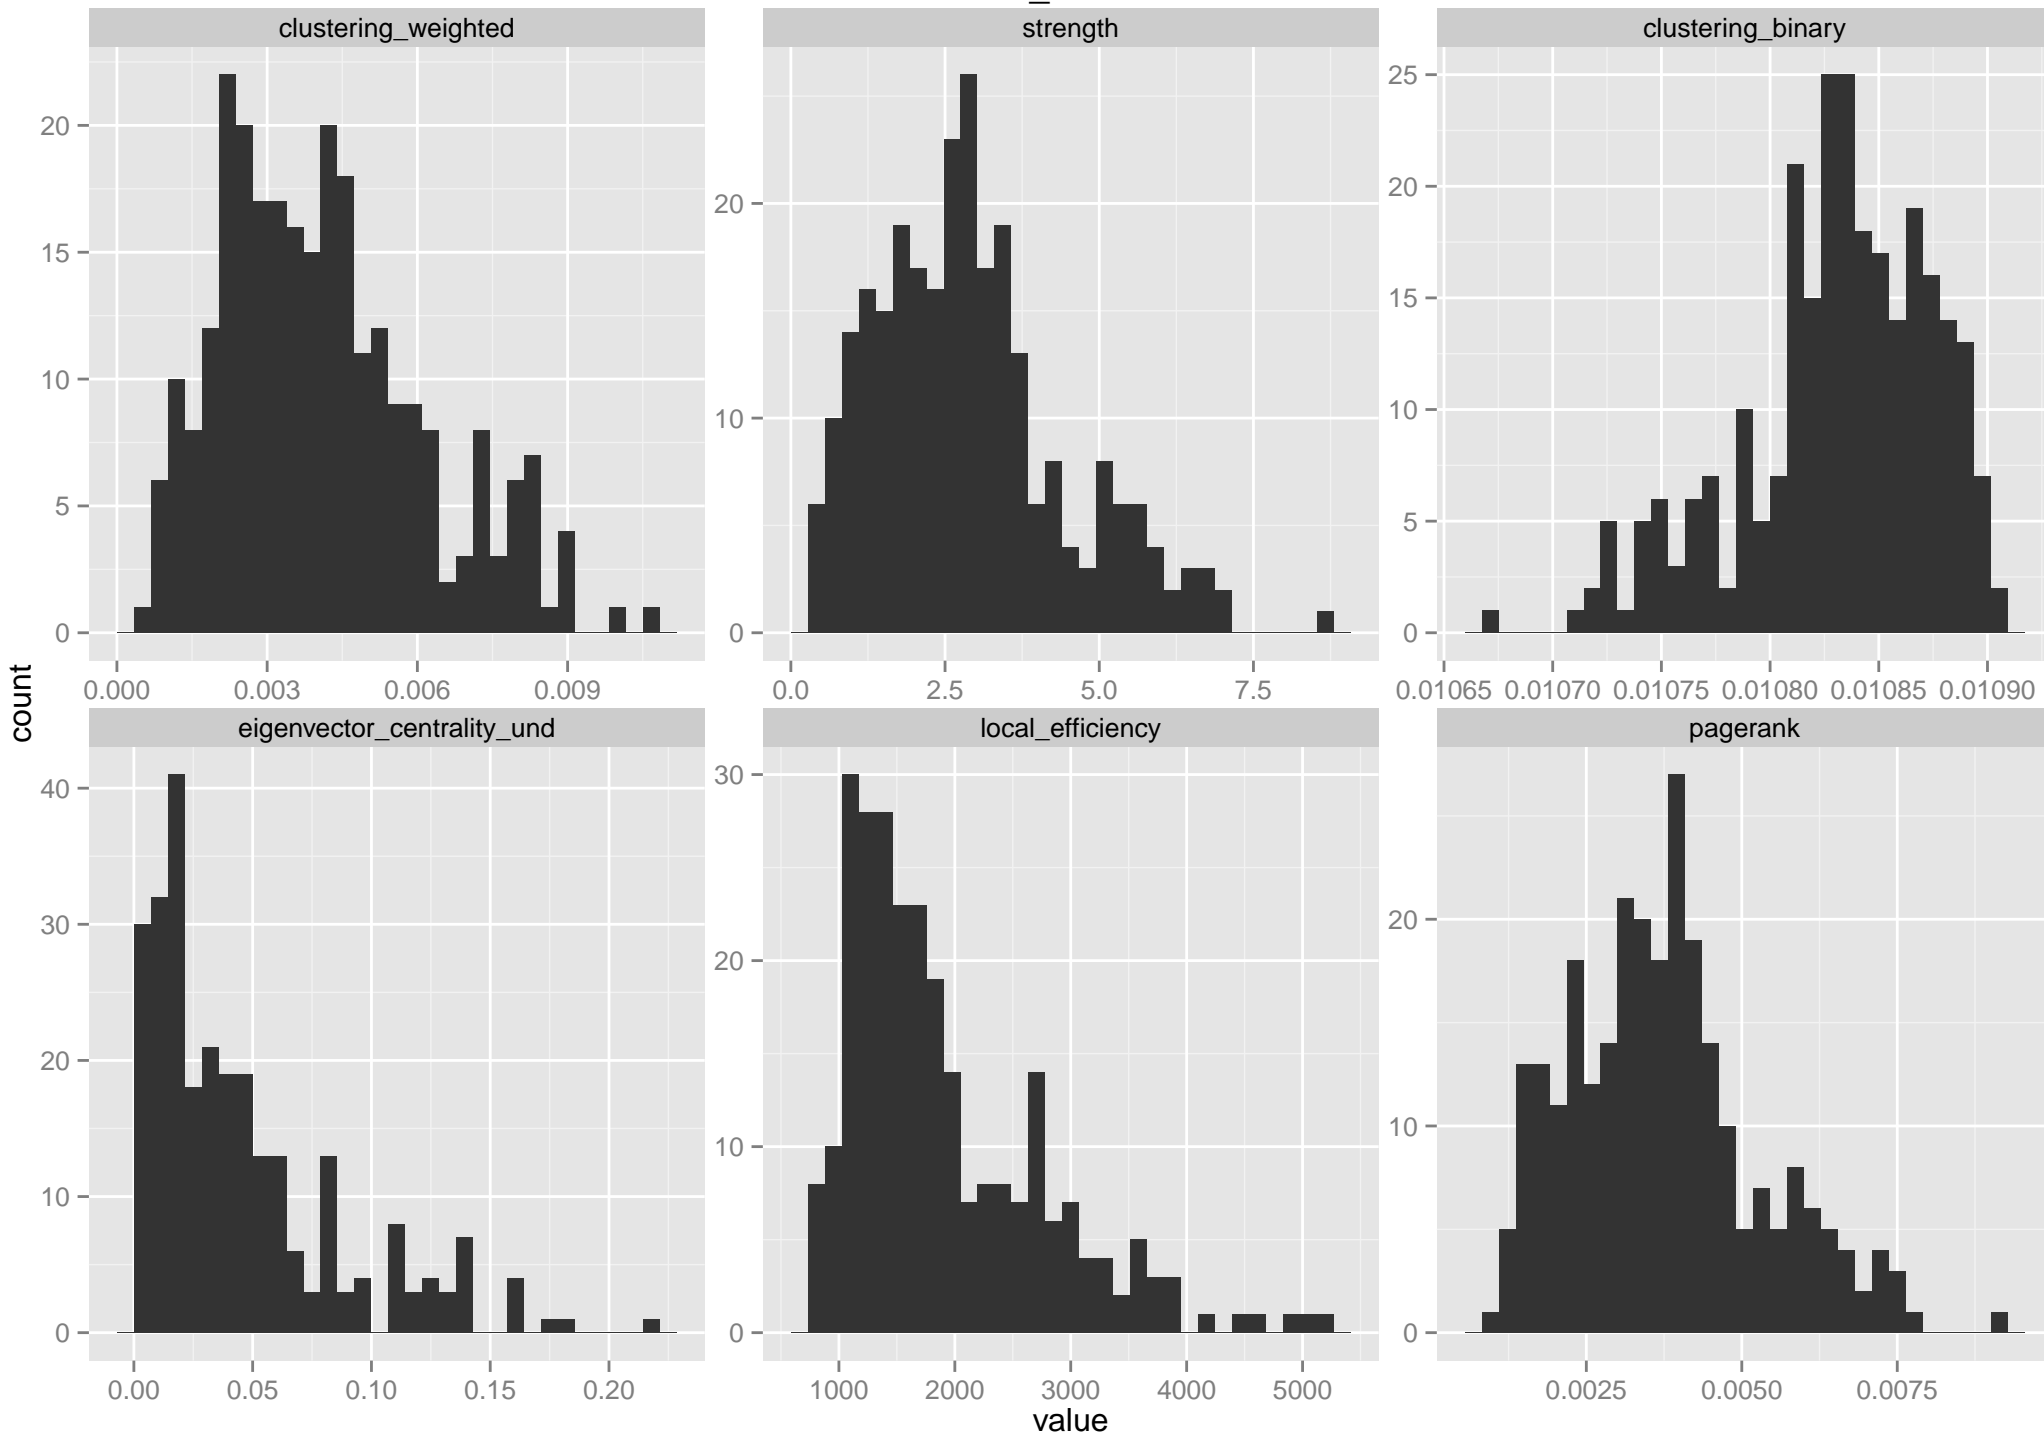 clustering_weighted
strength
clustering_binary
20
15
10
5
0
20
10
0
25
20
15
10
5
0
0.000 0.003 0.006 0.009
0.0 2.5 5.0 7.5
0.01065 0.01070 0.01075 0.01080 0.01085 0.01090
count
eigenvector_centrality_und
local_efficiency
pagerank
40
30
20
10
0
30
20
10
0
20
10
0
0.00 0.05 0.10 0.15 0.20
1000 2000 3000 4000 5000
0.0025 0.0050 0.0075
value